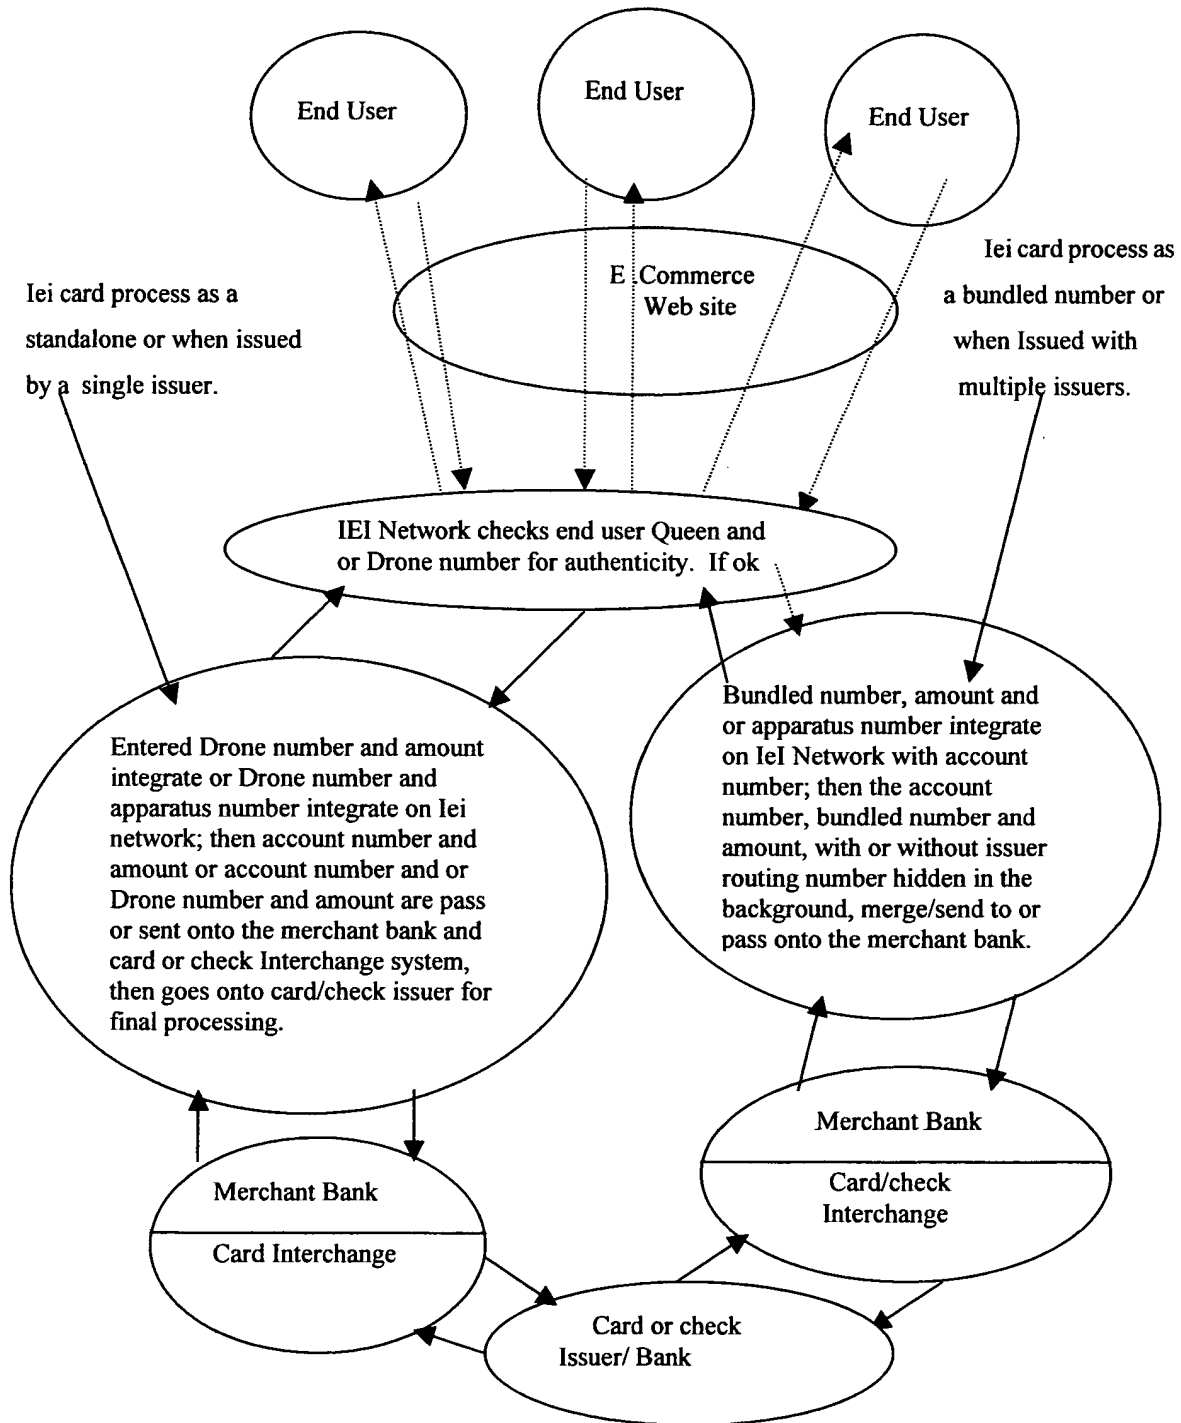 End User
End User
End User
E .Commerce
Web site
Iei card process as a
standalone or when issued
by a single issuer.
Iei card process as
a bundled number or
when Issued with
multiple issuers.
IEI Network checks end user Queen and
or Drone number for authenticity. If ok
Entered Drone number and amount
integrate or Drone number and
apparatus number integrate on Iei
network; then account number and
amount or account number and or
Drone number and amount are pass
or sent onto the merchant bank and
card or check Interchange system,
then goes onto card/check issuer for
final processing.
Bundled number, amount and
or apparatus number integrate
on IeI Network with account
number; then the account
number, bundled number and
amount, with or without issuer
routing number hidden in the
background, merge/send to or
pass onto the merchant bank.
Merchant Bank
Card Interchange
Merchant Bank
Card/check
Interchange
Card or check
Issuer/ Bank